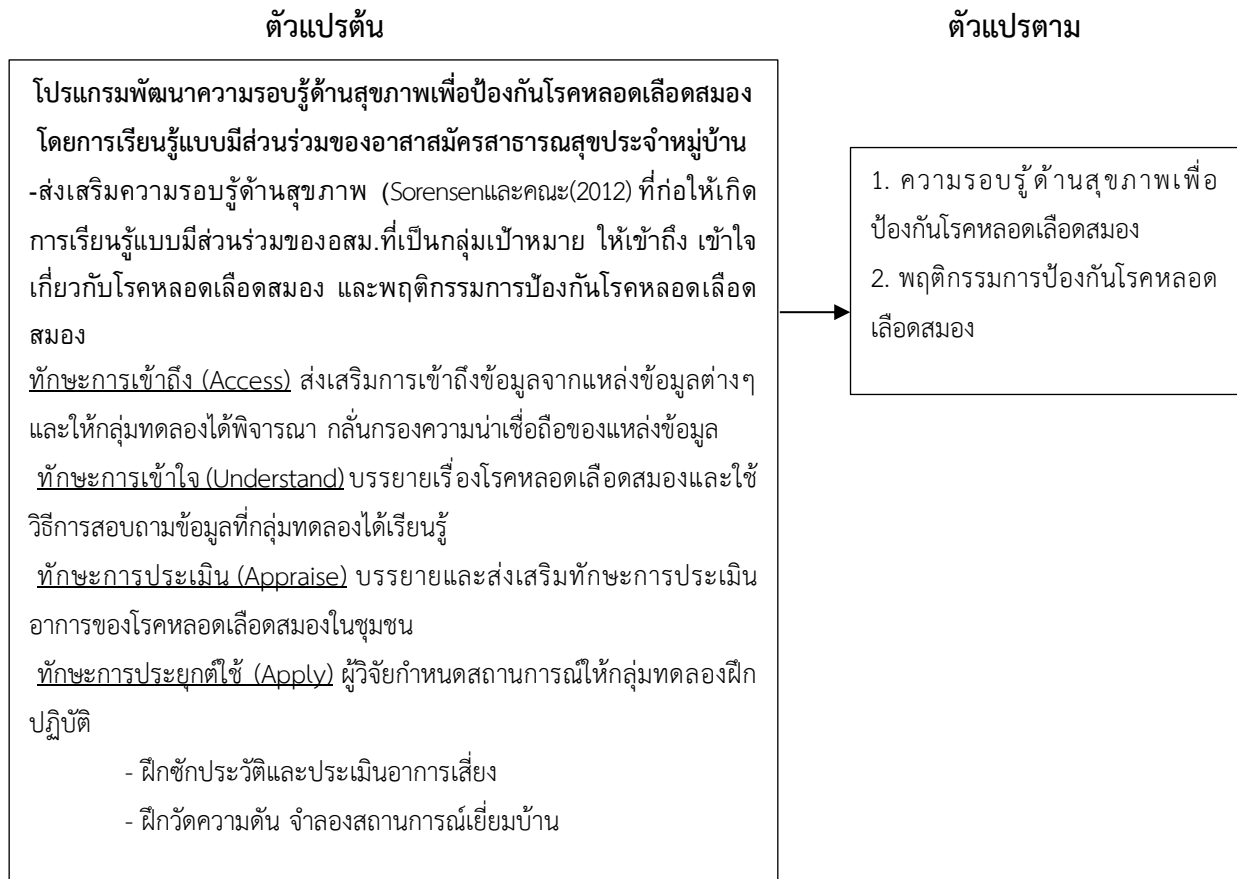 ตัวแปรต้น
ตัวแปรตาม
โปรแกรมพัฒนาความรอบรู้ด้านสุขภาพเพื่อป้องกันโรคหลอดเลือดสมอง
โดยการเรียนรู้แบบมีส่วนร่วมของอาสาสมัครสาธารณสุขประจำหมู่บ้าน
-ส่งเสริมความรอบรู้ด้านสุขภาพ (Sorensenและคณะ(2012) ที่ก่อให้เกิด
การเรียนรู้แบบมีส่วนร่วมของอสม.ที่เป็นกลุ่มเป้าหมาย ให้เข้าถึง เข้าใจ
เกี่ยวกับโรคหลอดเลือดสมอง และพฤติกรรมการป้องกันโรคหลอดเลือด
สมอง
ทักษะการเข้าถึง (Access) ส่งเสริมการเข้าถึงข้อมูลจากแหล่งข้อมูลต่างๆ
และให้กลุ่มทดลองได้พิจารณา กลั่นกรองความน่าเชื่อถือของแหล่งข้อมูล
ทักษะการเข้าใจ (Understand) บรรยายเรื่องโรคหลอดเลือดสมองและใช้
วิธีการสอบถามข้อมูลที่กลุ่มทดลองได้เรียนรู้
ทักษะการประเมิน (Appraise) บรรยายและส่งเสริมทักษะการประเมิน
อาการของโรคหลอดเลือดสมองในชุมชน
ทักษะการประยุกต์ใช้ (Apply) ผู้วิจัยกำหนดสถานการณ์ให้กลุ่มทดลองฝึก
ปฏิบัติ
- ฝึกซักประวัติและประเมินอาการเสี่ยง
- ฝึกวัดความดัน จำลองสถานการณ์เยี่ยมบ้าน
1. ความรอบรู้ด้านสุขภาพเพื่อ
ป้องกันโรคหลอดเลือดสมอง
2. พฤติกรรมการป้องกันโรคหลอด
เลือดสมอง